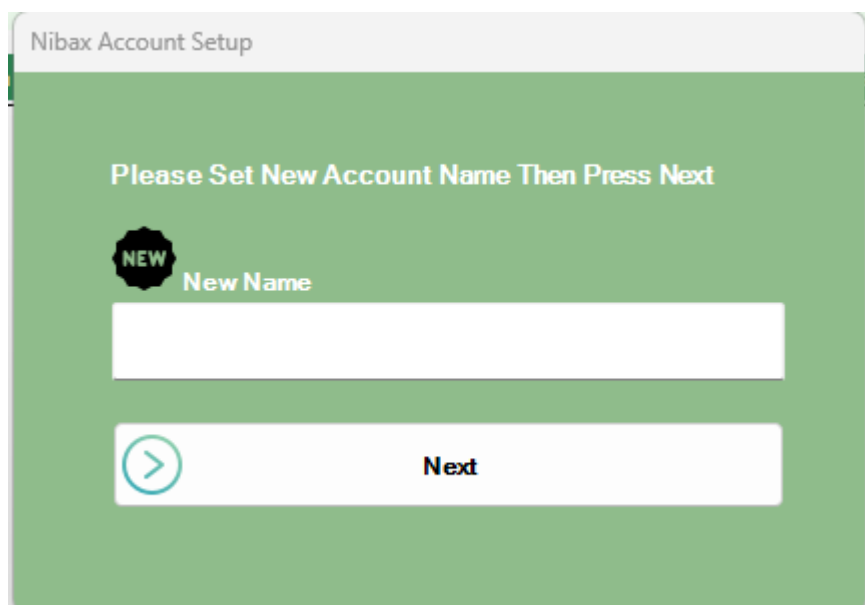 Nibax Account Setup
Please Set New Account Name Then Press Next
NEW
New Name
Next